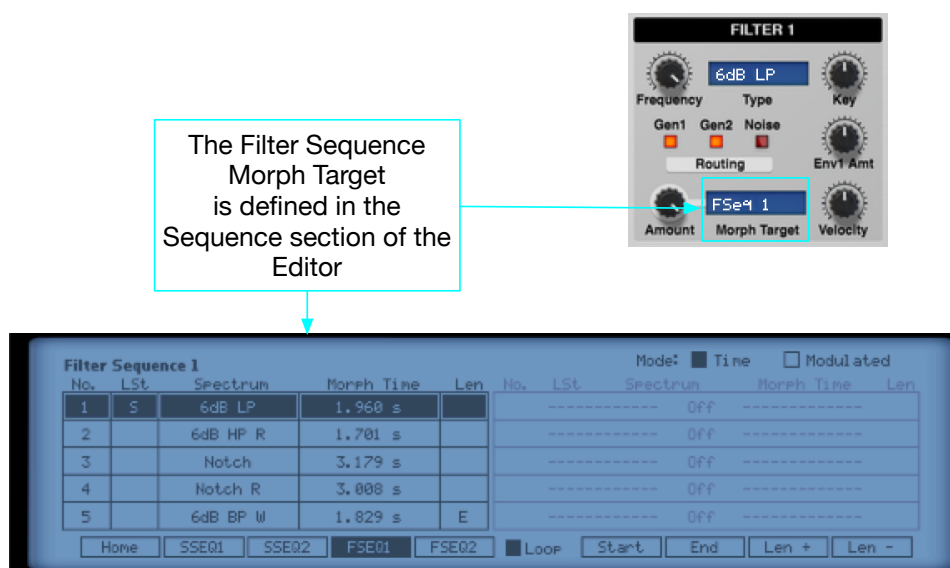 FILTER 1
6dB LP
Frequency Type Key
Gen1 Gen2 Noise
Routing
Env1 Amt
FSeq 1
Amount Morph Target Velocity
The Filter Sequence
Morph Target
is defined in the
Sequence section of the
Editor
Filter Sequence 1
Mode: Time Modulated
No. LSt Spectrum Morph Time Len No. LSt Spectrum Morph Time Len
1 S 6dB LP 1.960 s ------------ Off ------------
2 6dB HP R 1.701 s ------------ Off ------------
3 Notch 3.179 s ------------ Off ------------
4 Notch R 3.008 s ------------ Off ------------
5 6dB BP W 1.829 s E ------------ Off ------------
Home SSEQ1 SSEQ2 FSEQ1 FSEQ2 Loop Start End Len + Len -